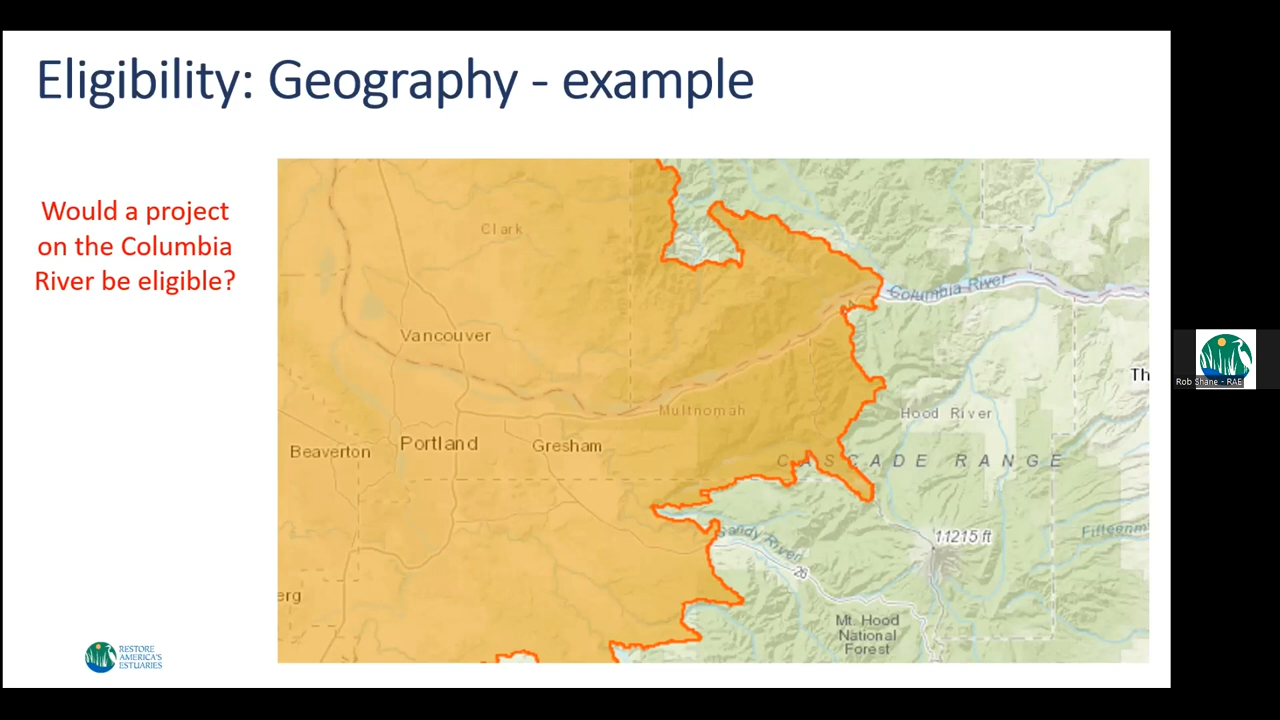 Eligibility: Geography - example
Would a project
on the Columbia
River be eligible?
Clark
Columbia River
Vancouver
Th
Multnomah
Hood River
Beaverton
Portland
Gresham
CASCADE RANGE
Sandy River
11215 ft
Fifteenm
26
erg
Mt. Hood
National
Forest
RESTORE
AMERICA'S
ESTUARIES
Rob Shane - RAE